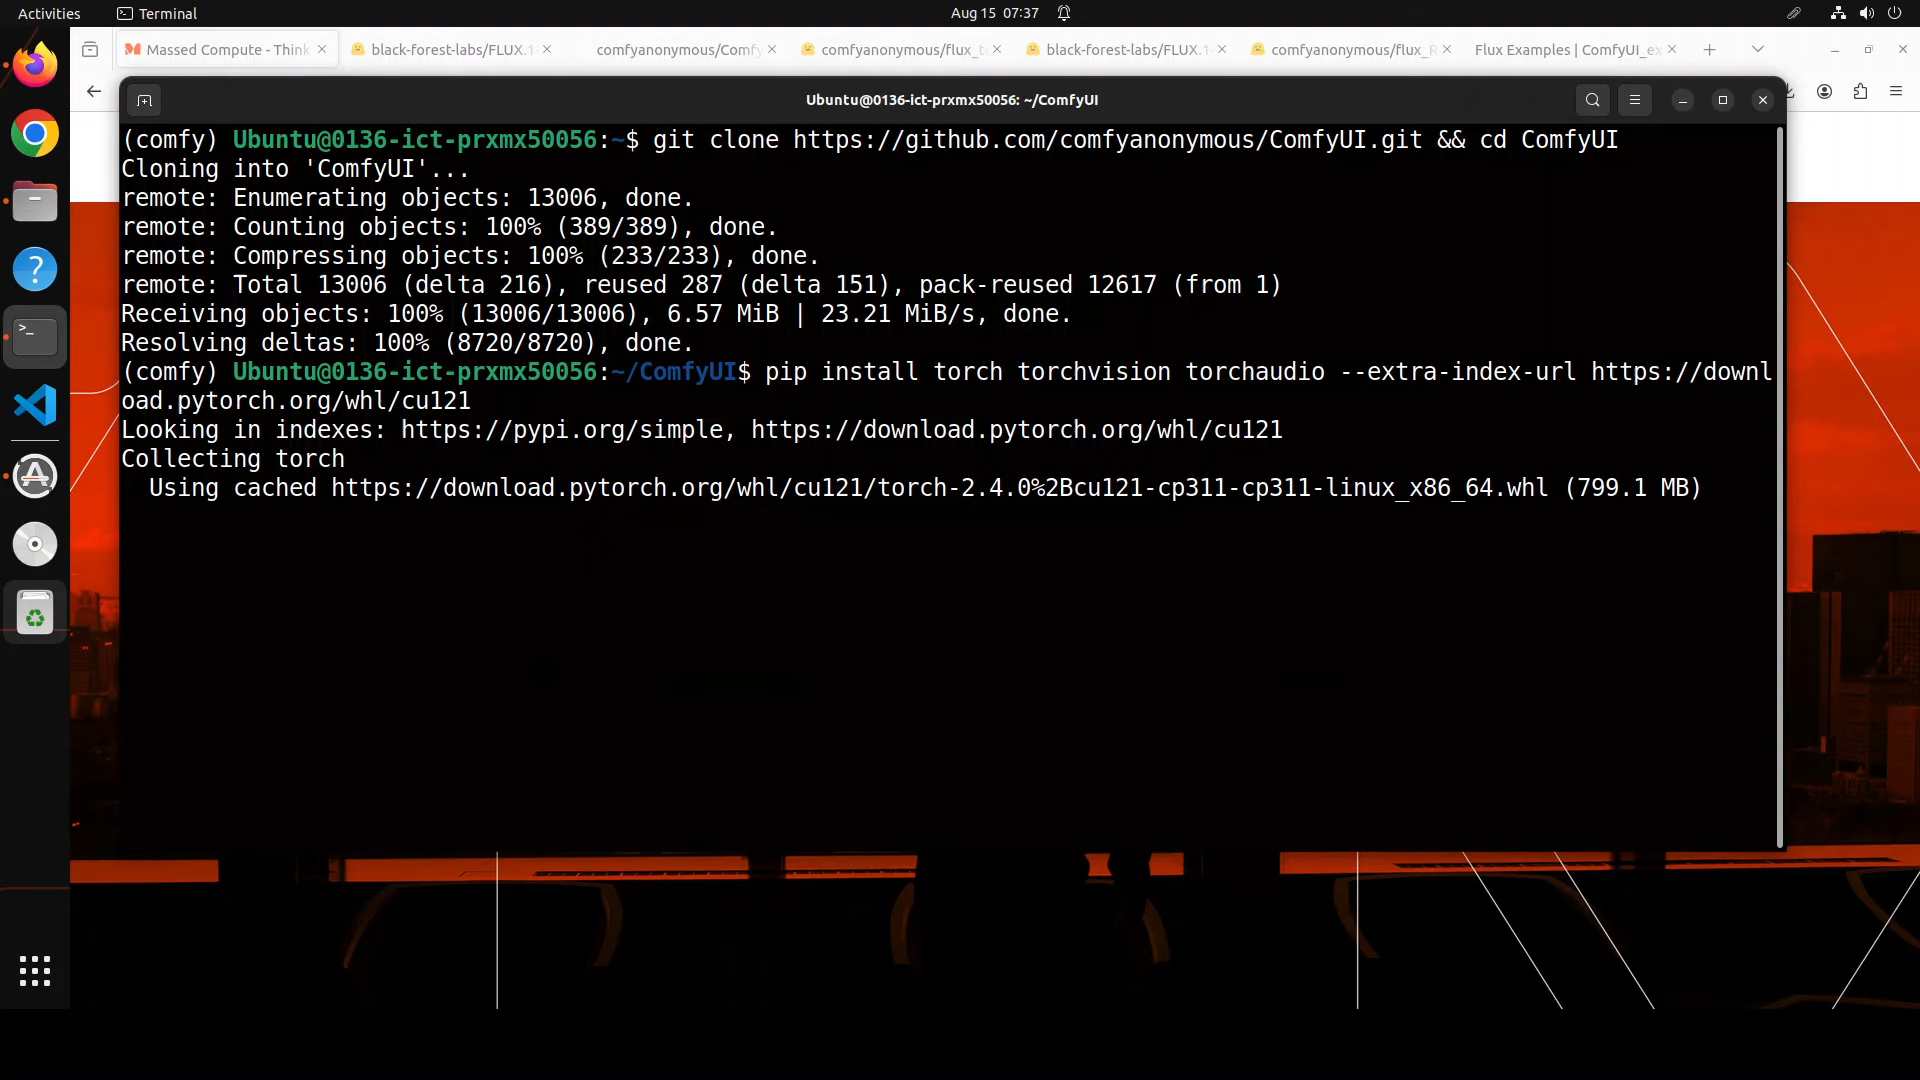 Activities
Terminal
Aug 15 07:37
Massed Compute - Think
black-forest-labs/FLUX.1-
comfyanonymous/Comfy
comfyanonymous/flux_te
black-forest-labs/FLUX.1-
comfyanonymous/flux_R
Flux Examples | ComfyUI_ex
Ubuntu@0136-ict-prxmx50056: ~/ComfyUI
(comfy) Ubuntu@0136-ict-prxmx50056:~$ git clone https://github.com/comfyanonymous/ComfyUI.git && cd ComfyUI
Cloning into 'ComfyUI'...
remote: Enumerating objects: 13006, done.
remote: Counting objects: 100% (389/389), done.
remote: Compressing objects: 100% (233/233), done.
remote: Total 13006 (delta 216), reused 287 (delta 151), pack-reused 12617 (from 1)
Receiving objects: 100% (13006/13006), 6.57 MiB | 23.21 MiB/s, done.
Resolving deltas: 100% (8720/8720), done.
(comfy) Ubuntu@0136-ict-prxmx50056:~/ComfyUI$ pip install torch torchvision torchaudio --extra-index-url https://downl
oad.pytorch.org/whl/cu121
Looking in indexes: https://pypi.org/simple, https://download.pytorch.org/whl/cu121
Collecting torch
Using cached https://download.pytorch.org/whl/cu121/torch-2.4.0%2Bcu121-cp311-cp311-linux_x86_64.whl (799.1 MB)